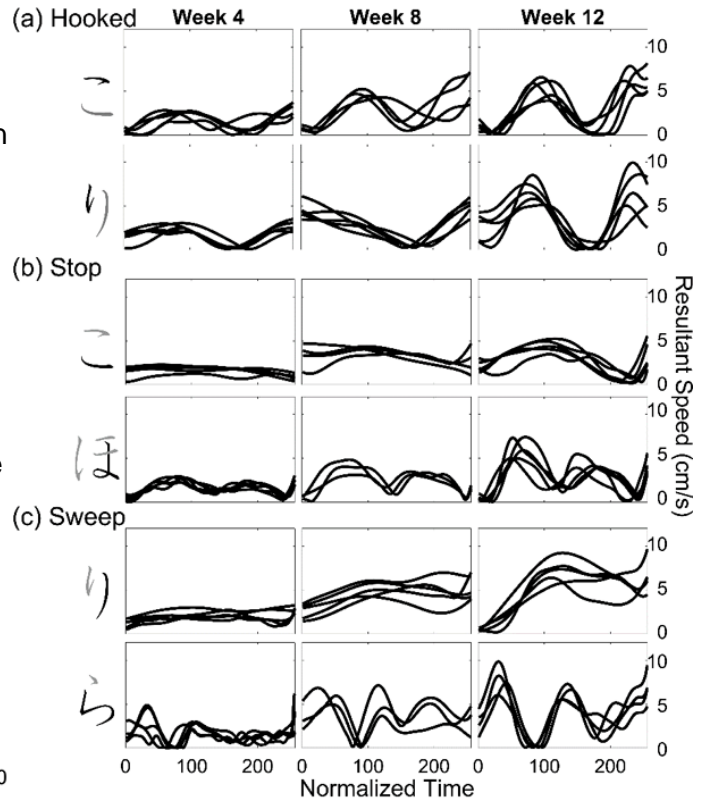 (a) Hooked Week 4 Week 8 Week 12
こ
10
5
0
り
10
5
0
(b) Stop
こ
10
5
0
ほ
10
5
0
(c) Sweep
り
10
5
0
ら
10
5
0
0 100 200 0 100 200 0 100 200
Normalized Time
Resultant Speed (cm/s)